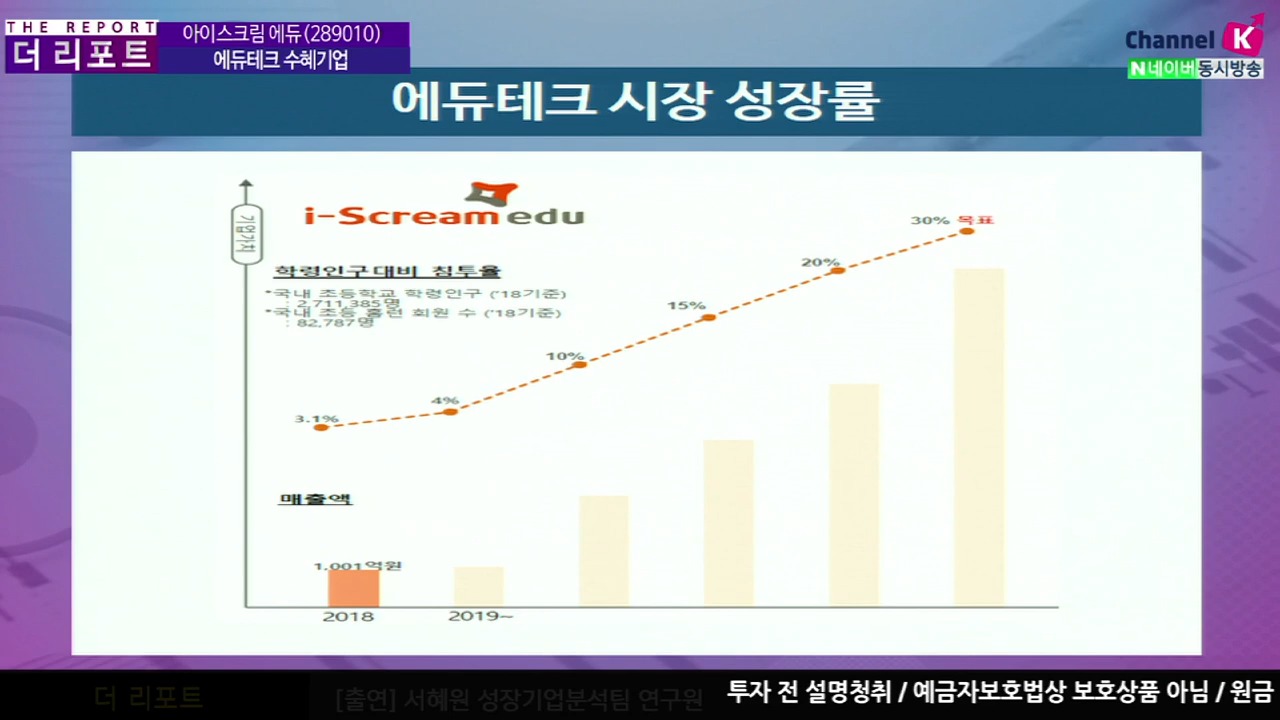 THE REPORT
더 리포트
아이스크림 에듀(289010)
에듀테크 수혜기업
Channel K
N 네이버 동시방송
에듀테크 시장 성장률
기업가치
i-Scream edu
30% 목표
20%
학령인구대비 침투율
*국내 초등학교 학령인구 ('18기준)
: 2,711,385명
*국내 초등 홈런 회원 수 ('18기준)
: 82,787명
15%
10%
4%
3.1%
매출액
1,001억원
2018
2019~
더 리포트
[출연] 서혜원 성장기업분석팀 연구원
투자 전 설명청취 / 예금자보호법상 보호상품 아님 / 원금